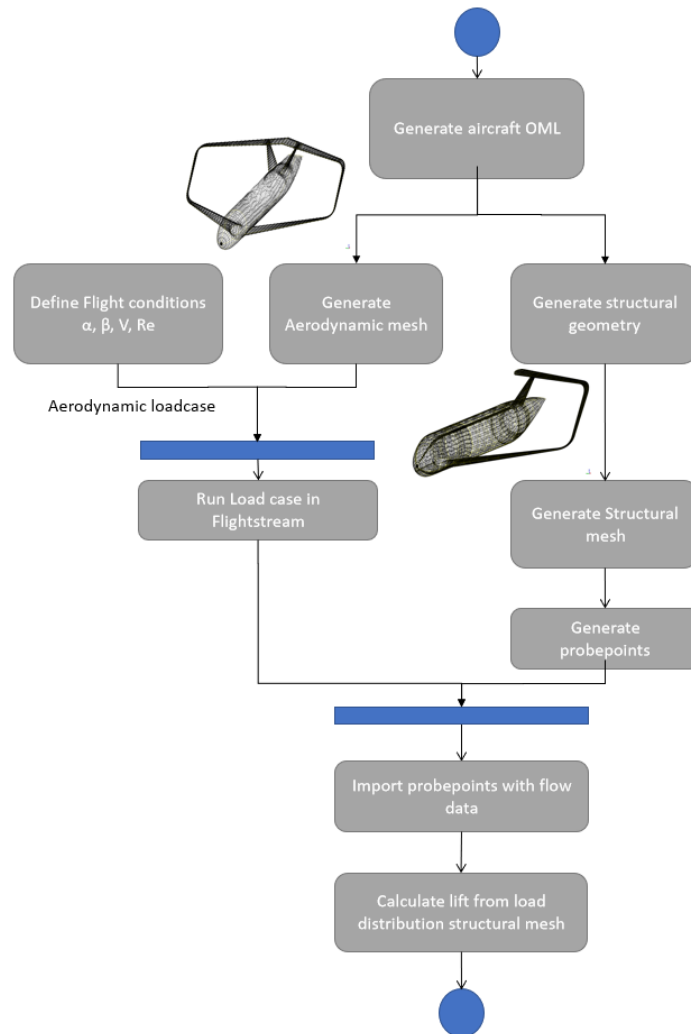 Generate aircraft OML
Define Flight conditions
α, β, V, Re
Generate
Aerodynamic mesh
Generate structural
geometry
Aerodynamic loadcase
Run Load case in
Flightstream
Generate Structural
mesh
Generate
probepoints
Import probepoints with flow
data
Calculate lift from load
distribution structural mesh